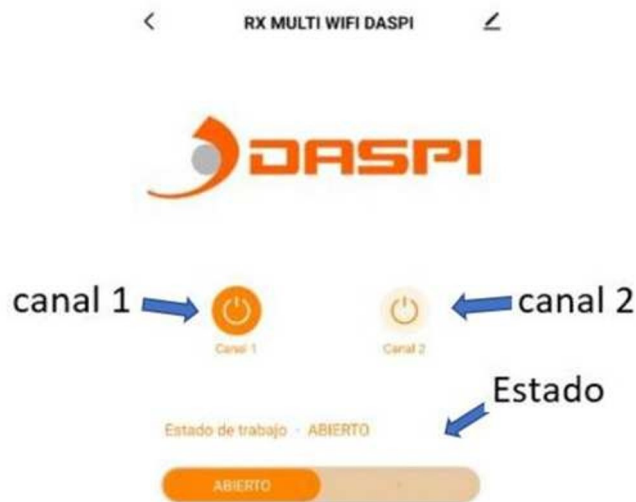 RX MULTI WIFI DASPI
DASPI
canal 1
canal 2
Canal 1
Canal 2
Estado
Estado de trabajo - ABIERTO
ABIERTO